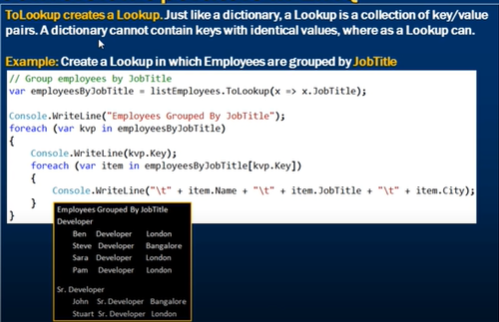 ToLookup creates a Lookup. Just like a dictionary, a Lookup is a collection of key/value
pairs. A dictionary cannot contain keys with identical values, where as a Lookup can.
Example: Create a Lookup in which Employees are grouped by JobTitle
// Group employees by JobTitle
var employeesByJobTitle = listEmployees.ToLookup(x => x.JobTitle);
Console.WriteLine("Employees Grouped By JobTitle");
foreach (var kvp in employeesByJobTitle)
{
Console.WriteLine(kvp.Key);
foreach (var item in employeesByJobTitle[kvp.Key])
{
Console.WriteLine("\t" + item.Name + "\t" + item.JobTitle + "\t" + item.City);
}
}
Employees Grouped By JobTitle
Developer
Ben Developer London
Steve Developer Bangalore
Sara Developer London
Pam Developer London
Sr. Developer
John Sr. Developer Bangalore
Stuart Sr. Developer London